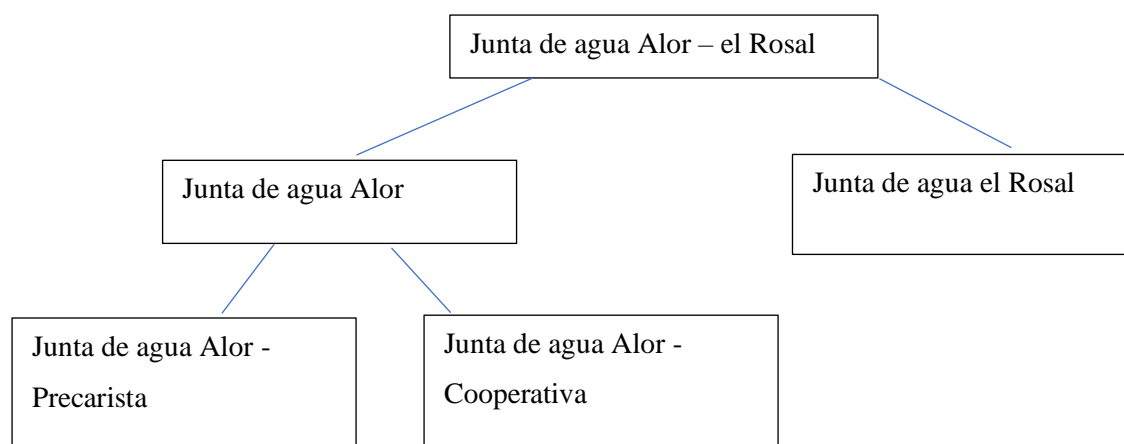 Junta de agua Alor – el Rosal
Junta de agua Alor
Junta de agua el Rosal
Junta de agua Alor -
Precarista
Junta de agua Alor -
Cooperativa